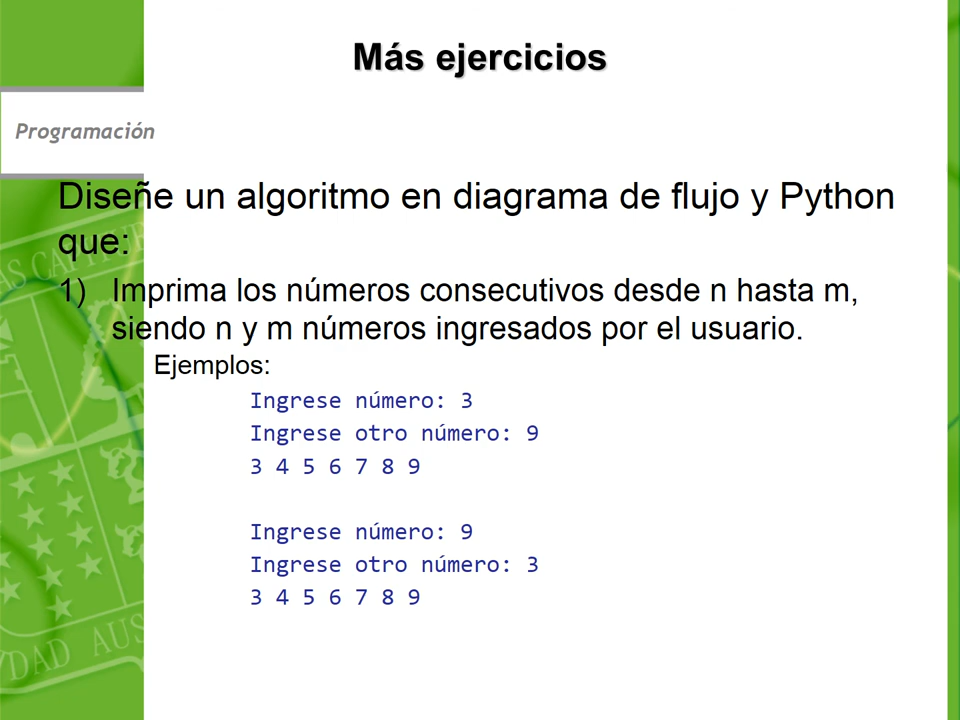 Más ejercicios
Programación
Diseñe un algoritmo en diagrama de flujo y Python
que:
1) Imprima los números consecutivos desde n hasta m,
siendo n y m números ingresados por el usuario.
Ejemplos:
Ingrese número: 3
Ingrese otro número: 9
3 4 5 6 7 8 9
Ingrese número: 9
Ingrese otro número: 3
3 4 5 6 7 8 9
DAD AUS